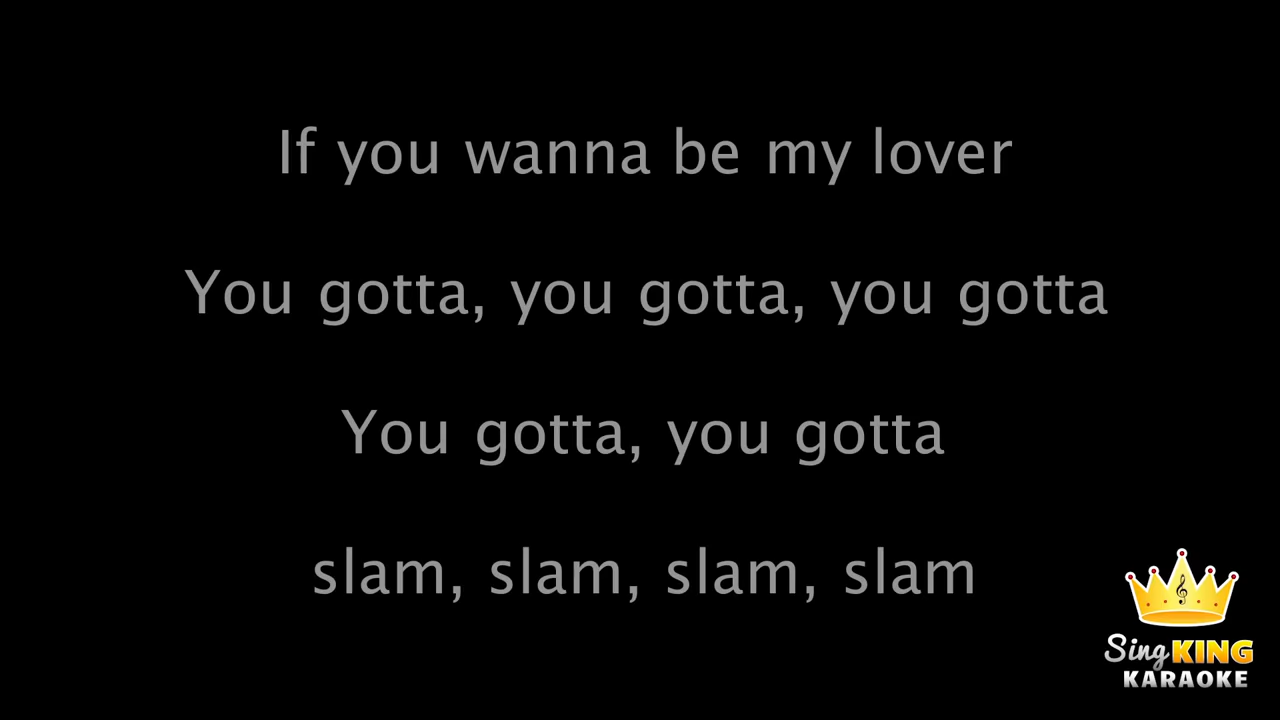 If you wanna be my lover
You gotta, you gotta, you gotta
You gotta, you gotta
slam, slam, slam, slam
Sing KING
KARAOKE